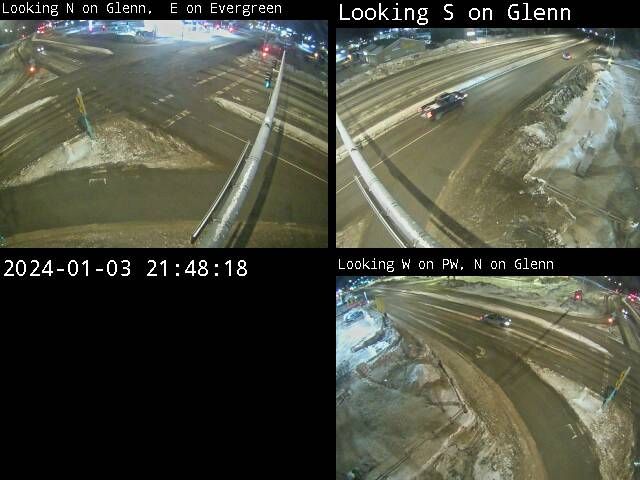 Looking N on Glenn,  E on Evergreen
Looking S on Glenn
2024-01-03 21:48:18
Looking W on PW, N on Glenn